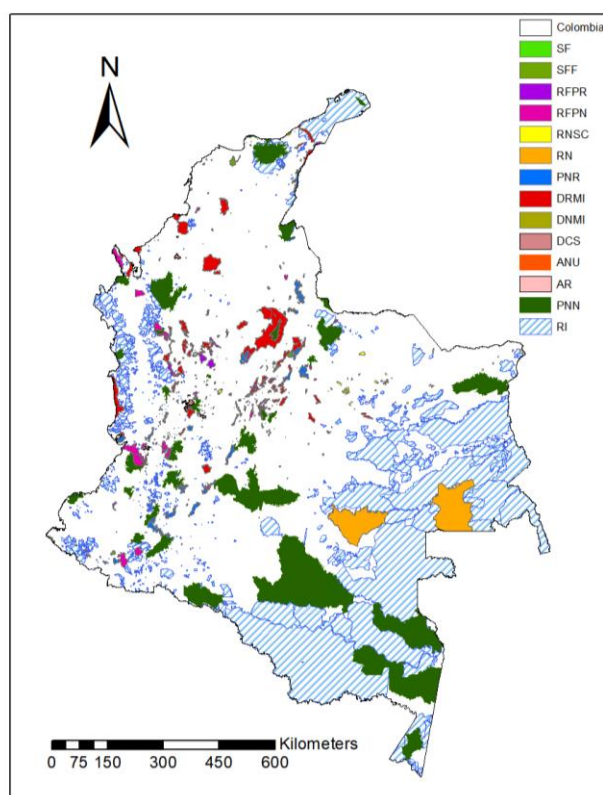 N
Colombia
SF
SFF
RFPR
RFPN
RNSC
RN
PNR
DRMI
DNMI
DCS
ANU
AR
PNN
RI
Kilometers
0 75 150 300 450 600